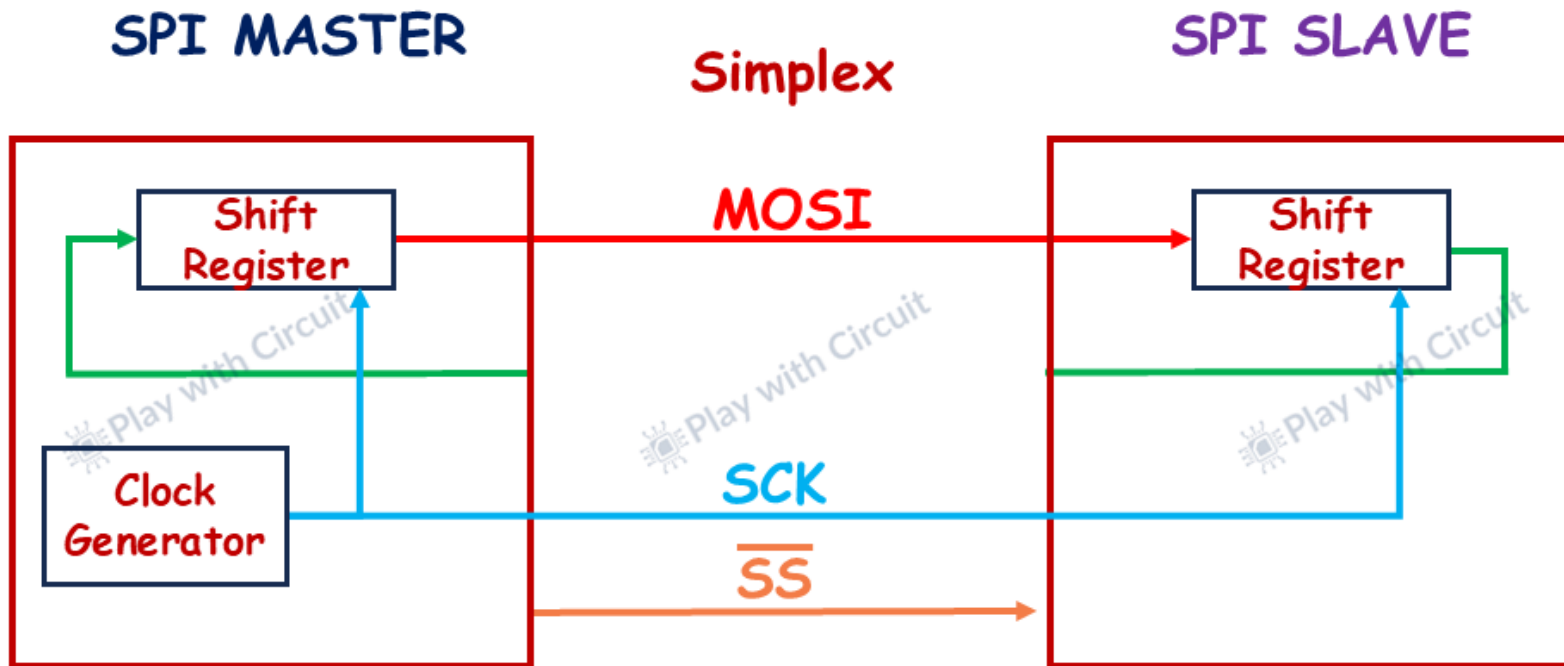 SPI MASTER
Simplex
SPI SLAVE
Shift
Register
MOSI
Shift
Register
Play with Circuit
Play with Circuit
Play with Circuit
Clock
Generator
SCK
SS